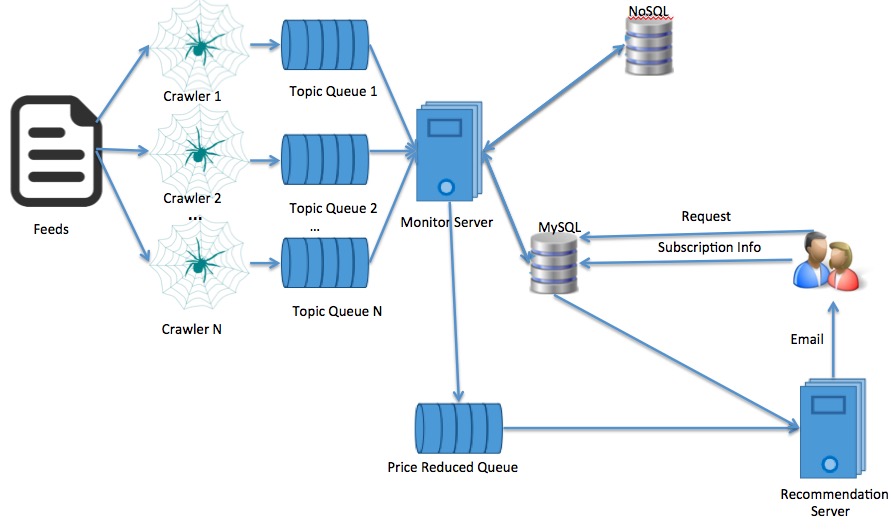 NoSQL
Crawler 1
Topic Queue 1
Crawler 2
...
Topic Queue 2
...
Feeds
Monitor Server
MySQL
Request
Subscription Info
Crawler N
Topic Queue N
Email
Price Reduced Queue
Recommendation
Server